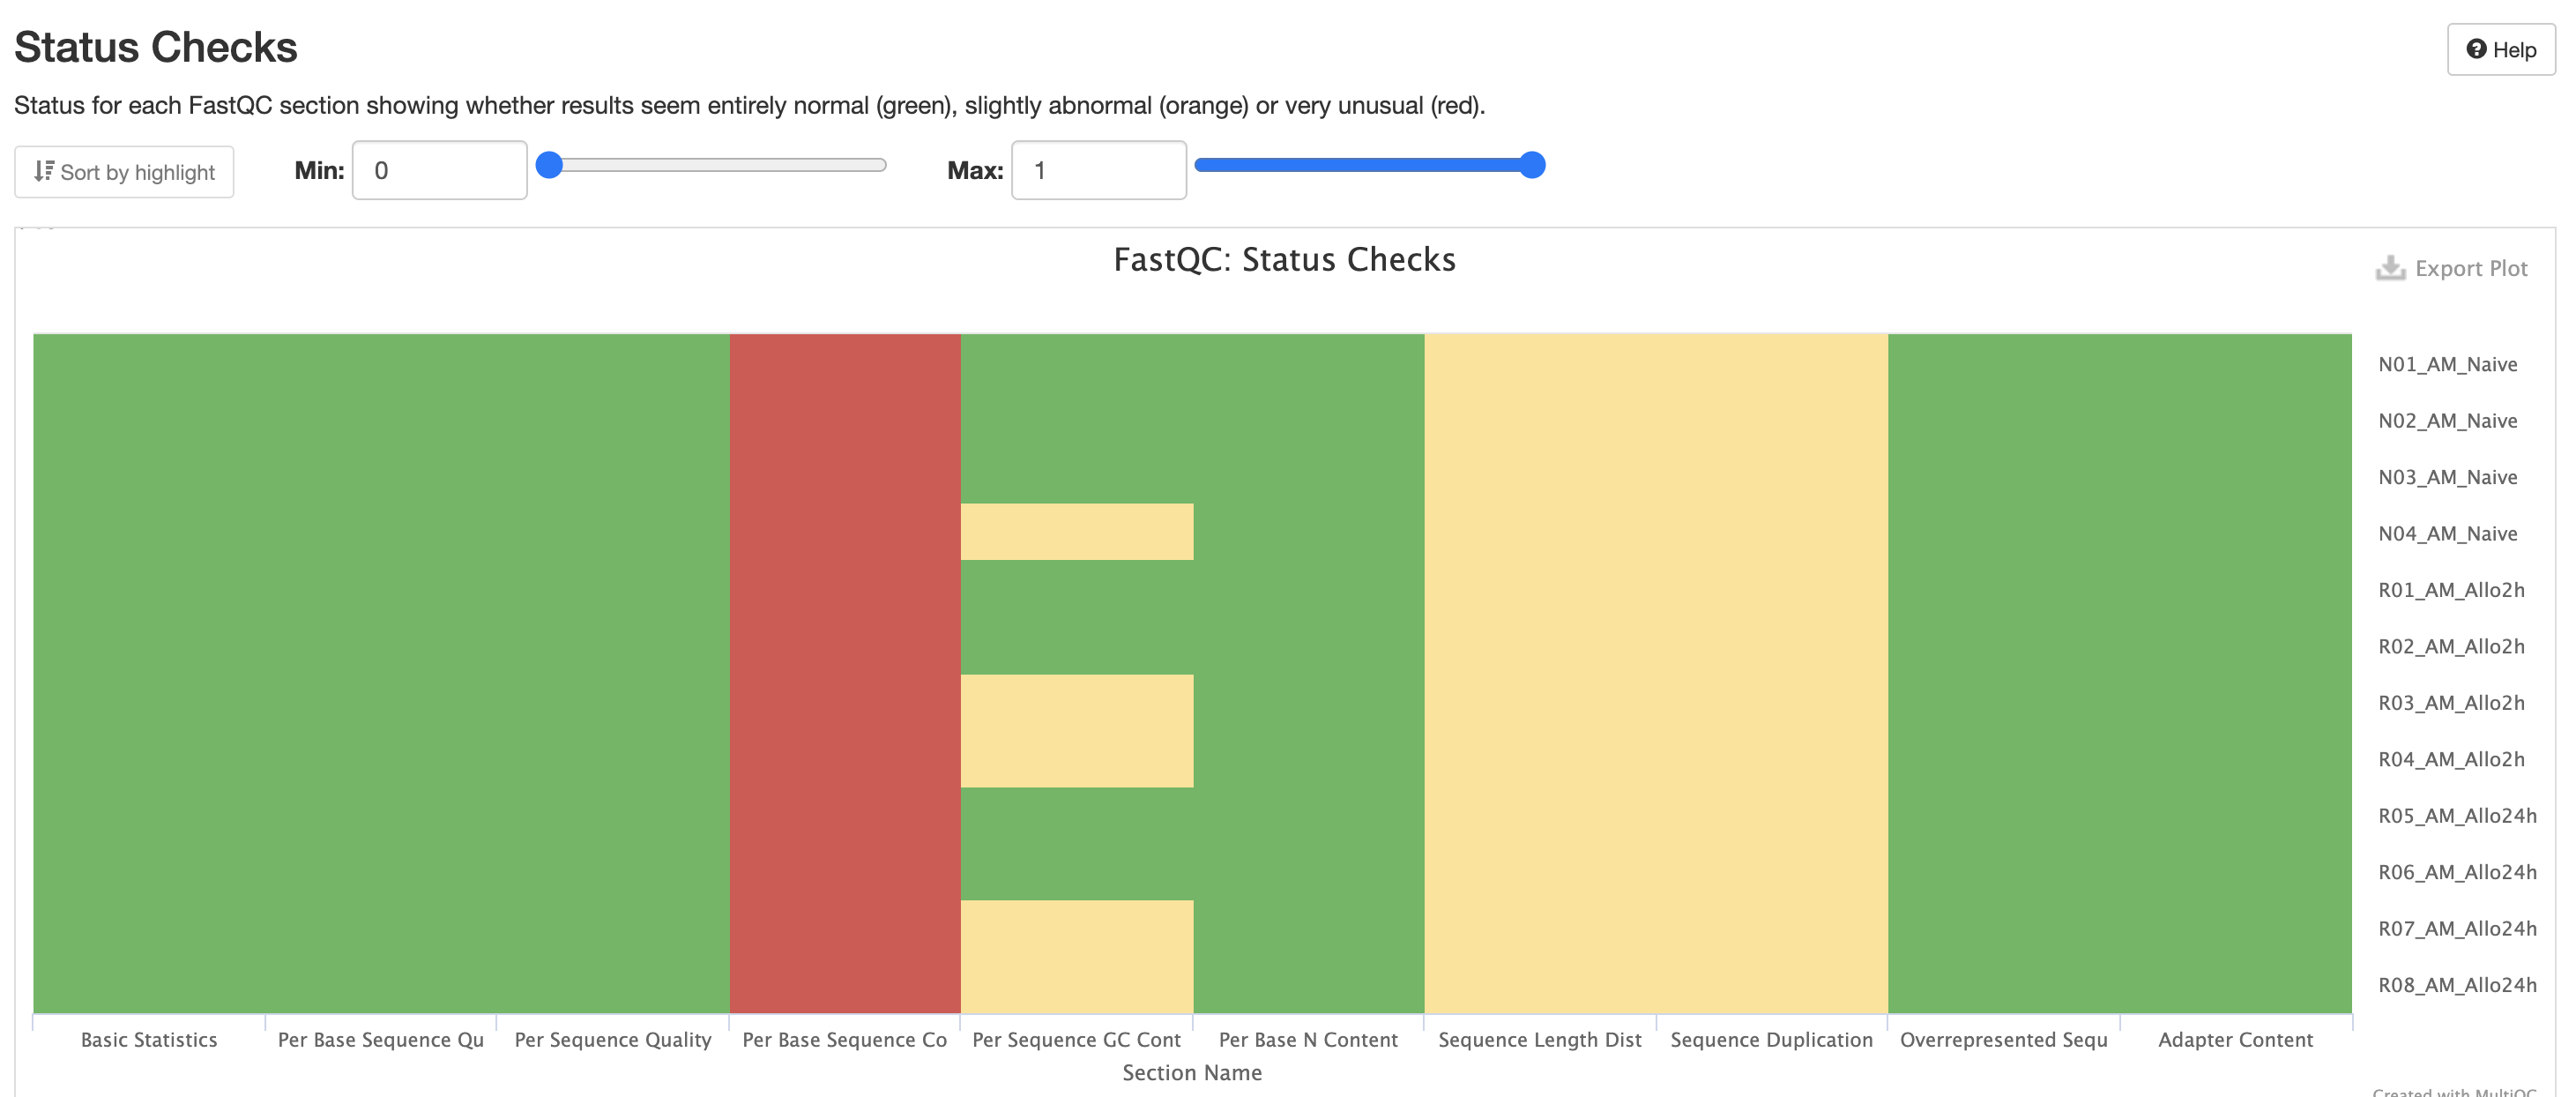 Status Checks
Help
Status for each FastQC section showing whether results seem entirely normal (green), slightly abnormal (orange) or very unusual (red).
Sort by highlight
Min: 0
Max: 1
FastQC: Status Checks
Export Plot
N01_AM_Naive
N02_AM_Naive
N03_AM_Naive
N04_AM_Naive
R01_AM_Allo2h
R02_AM_Allo2h
R03_AM_Allo2h
R04_AM_Allo2h
R05_AM_Allo24h
R06_AM_Allo24h
R07_AM_Allo24h
R08_AM_Allo24h
Basic Statistics
Per Base Sequence Qu
Per Sequence Quality
Per Base Sequence Co
Per Sequence GC Cont
Per Base N Content
Sequence Length Dist
Sequence Duplication
Overrepresented Sequ
Adapter Content
Section Name
Created with MultiQC